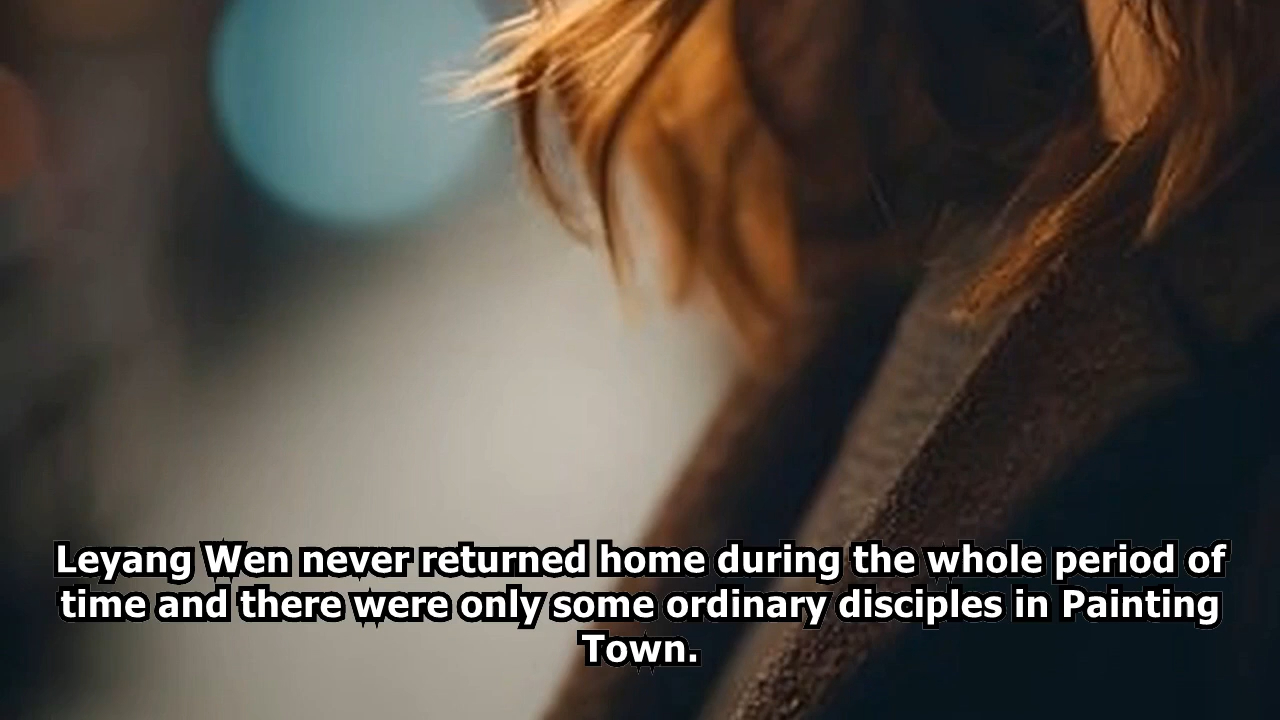 Leyang Wen never returned home during the whole period of
time and there were only some ordinary disciples in Painting
Town.